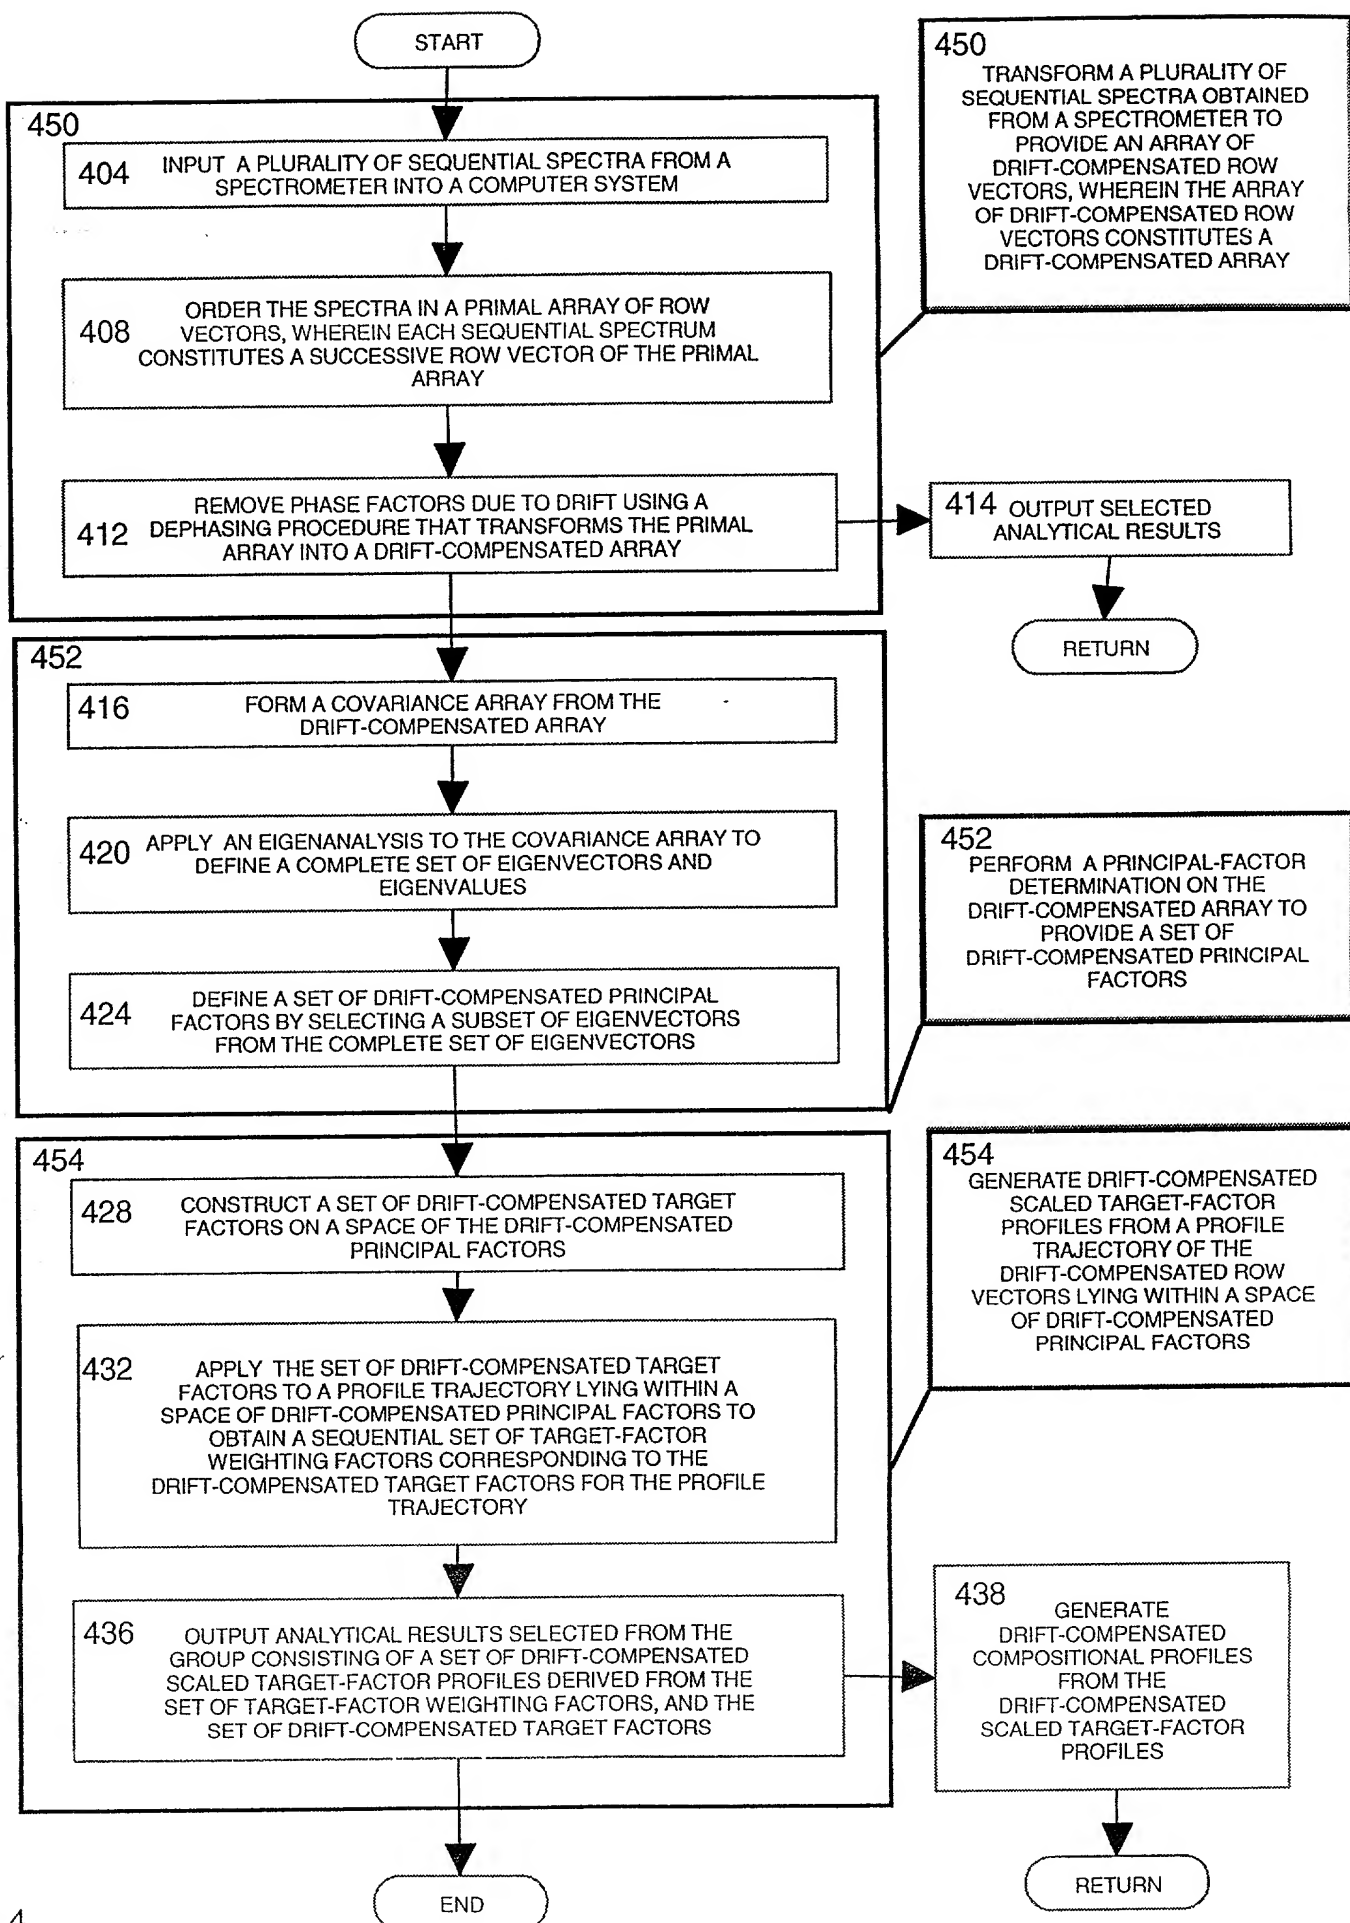 START
450
404 INPUT A PLURALITY OF SEQUENTIAL SPECTRA FROM A
SPECTROMETER INTO A COMPUTER SYSTEM
408 ORDER THE SPECTRA IN A PRIMAL ARRAY OF ROW
VECTORS, WHEREIN EACH SEQUENTIAL SPECTRUM
CONSTITUTES A SUCCESSIVE ROW VECTOR OF THE PRIMAL
ARRAY
412 REMOVE PHASE FACTORS DUE TO DRIFT USING A
DEPHASING PROCEDURE THAT TRANSFORMS THE PRIMAL
ARRAY INTO A DRIFT-COMPENSATED ARRAY
450
TRANSFORM A PLURALITY OF
SEQUENTIAL SPECTRA OBTAINED
FROM A SPECTROMETER TO
PROVIDE AN ARRAY OF
DRIFT-COMPENSATED ROW
VECTORS, WHEREIN THE ARRAY
OF DRIFT-COMPENSATED ROW
VECTORS CONSTITUTES A
DRIFT-COMPENSATED ARRAY
414 OUTPUT SELECTED
ANALYTICAL RESULTS
RETURN
452
416 FORM A COVARIANCE ARRAY FROM THE
DRIFT-COMPENSATED ARRAY
420 APPLY AN EIGENANALYSIS TO THE COVARIANCE ARRAY TO
DEFINE A COMPLETE SET OF EIGENVECTORS AND
EIGENVALUES
424 DEFINE A SET OF DRIFT-COMPENSATED PRINCIPAL
FACTORS BY SELECTING A SUBSET OF EIGENVECTORS
FROM THE COMPLETE SET OF EIGENVECTORS
452
PERFORM A PRINCIPAL-FACTOR
DETERMINATION ON THE
DRIFT-COMPENSATED ARRAY TO
PROVIDE A SET OF
DRIFT-COMPENSATED PRINCIPAL
FACTORS
454
428 CONSTRUCT A SET OF DRIFT-COMPENSATED TARGET
FACTORS ON A SPACE OF THE DRIFT-COMPENSATED
PRINCIPAL FACTORS
432 APPLY THE SET OF DRIFT-COMPENSATED TARGET
FACTORS TO A PROFILE TRAJECTORY LYING WITHIN A
SPACE OF DRIFT-COMPENSATED PRINCIPAL FACTORS TO
OBTAIN A SEQUENTIAL SET OF TARGET-FACTOR
WEIGHTING FACTORS CORRESPONDING TO THE
DRIFT-COMPENSATED TARGET FACTORS FOR THE PROFILE
TRAJECTORY
436 OUTPUT ANALYTICAL RESULTS SELECTED FROM THE
GROUP CONSISTING OF A SET OF DRIFT-COMPENSATED
SCALED TARGET-FACTOR PROFILES DERIVED FROM THE
SET OF TARGET-FACTOR WEIGHTING FACTORS, AND THE
SET OF DRIFT-COMPENSATED TARGET FACTORS
454
GENERATE DRIFT-COMPENSATED
SCALED TARGET-FACTOR
PROFILES FROM A PROFILE
TRAJECTORY OF THE
DRIFT-COMPENSATED ROW
VECTORS LYING WITHIN A SPACE
OF DRIFT-COMPENSATED
PRINCIPAL FACTORS
438
GENERATE
DRIFT-COMPENSATED
COMPOSITIONAL PROFILES
FROM THE
DRIFT-COMPENSATED
SCALED TARGET-FACTOR
PROFILES
RETURN
END
4